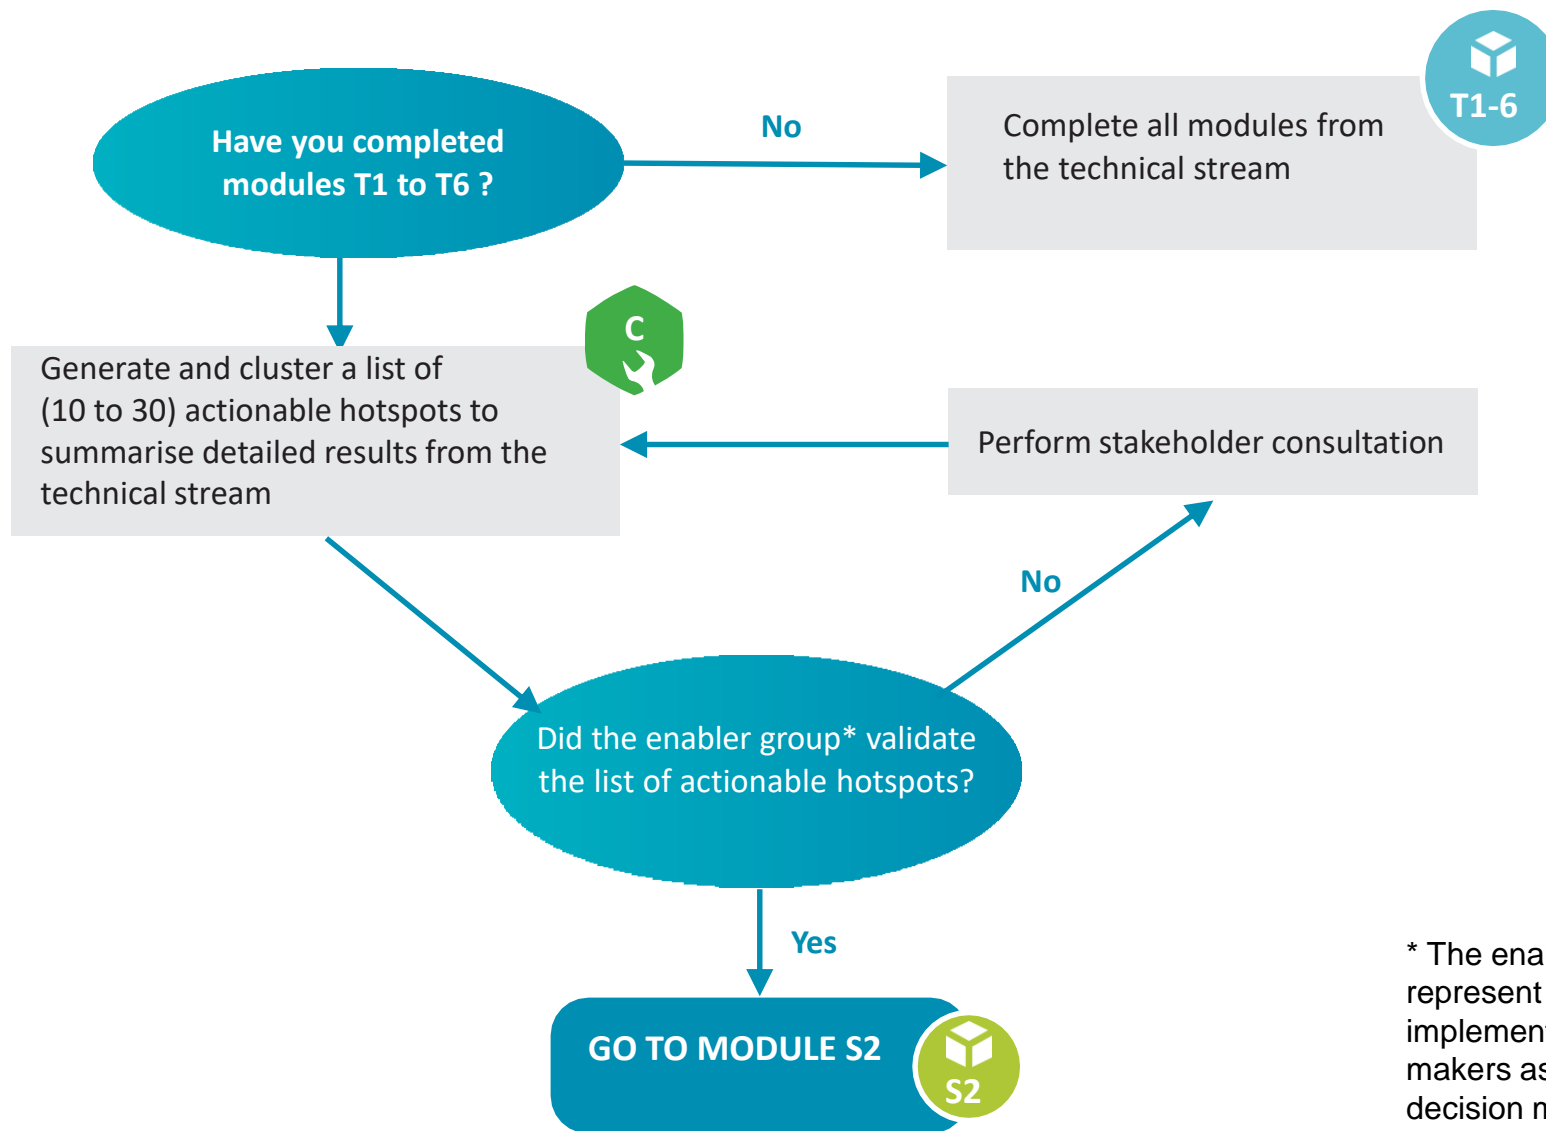 Have you completed
modules T1 to T6 ?
No
Complete all modules from
the technical stream
T1-6
C
Generate and cluster a list of
(10 to 30) actionable hotspots to
summarise detailed results from the
technical stream
Perform stakeholder consultation
No
Did the enabler group* validate
the list of actionable hotspots?
Yes
GO TO MODULE S2
S2
* The
represent
makers
decision